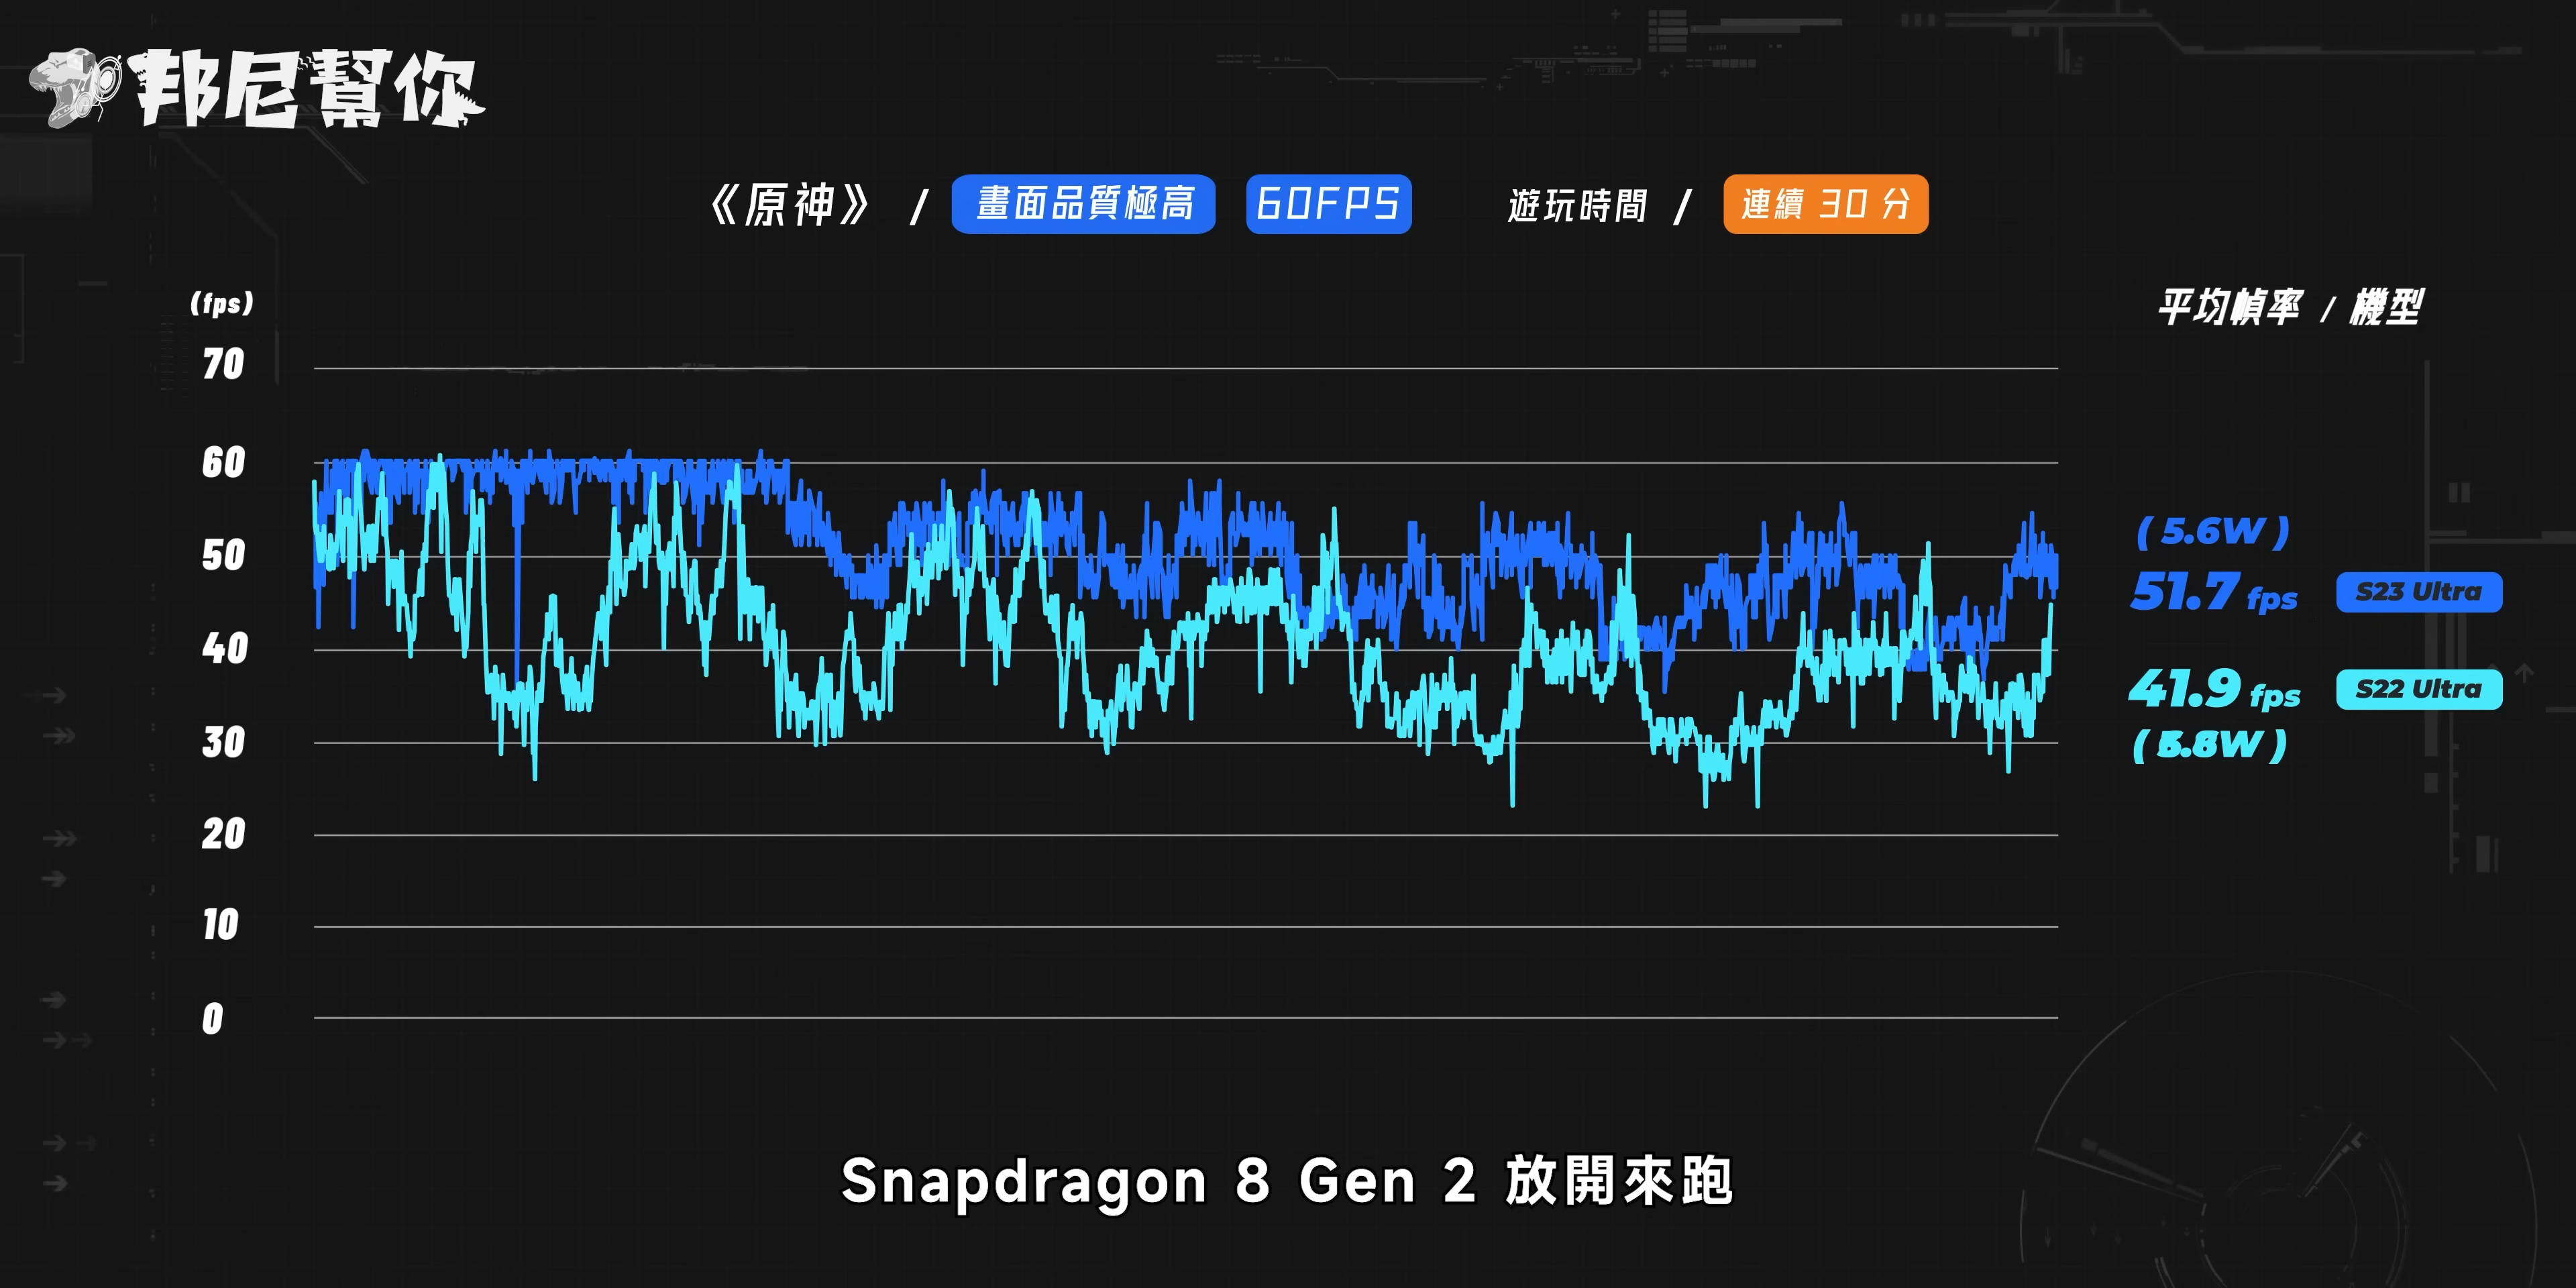 邦尼幫你
《原神》 / 畫面品質極高 60FPS 遊玩時間 / 連續 30 分
(fps)
平均幀率 / 機型
70
60
50
40
30
20
10
0
( 5.6W )
51.7 fps S23 Ultra
41.9 fps S22 Ultra
Snapdragon 8 Gen 2 放開來跑